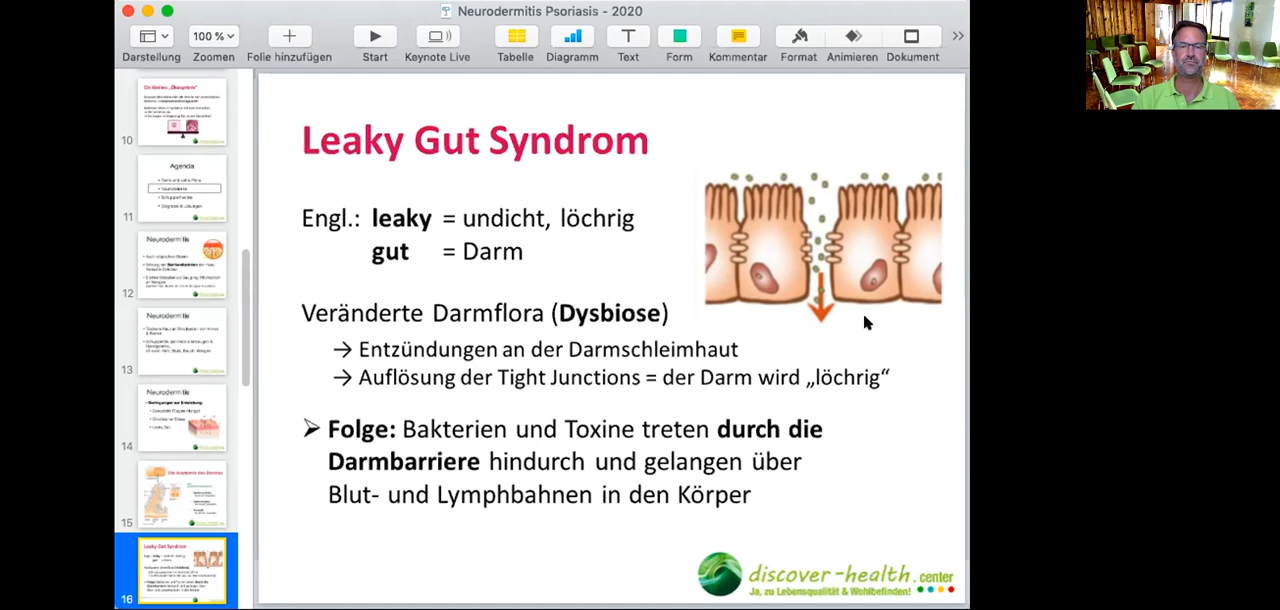 Neurodermitis Psoriasis - 2020
100 %
Darstellung Zoomen Folie hinzufügen Start Keynote Live Tabelle Diagramm Text Form Kommentar Format Animieren Dokument
10
Agenda
11
Neurodermitis
12
Neurodermitis
13
Neurodermitis
14
Die Anatomie des Darmes
15
Leaky Gut Syndrom
16
Leaky Gut Syndrom
Engl.: leaky = undicht, löchrig
gut = Darm
Veränderte Darmflora (Dysbiose)
→ Entzündungen an der Darmschleimhaut
→ Auflösung der Tight Junctions = der Darm wird „löchrig“
➢ Folge: Bakterien und Toxine treten durch die
Darmbarriere hindurch und gelangen über
Blut- und Lymphbahnen in den Körper
discover-health.center
Ja, zu Lebensqualität & Wohlbefinden!